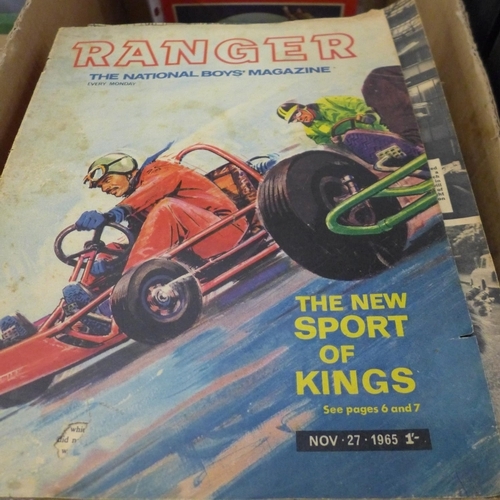 RANGER
THE NATIONAL BOYS' MAGAZINE
EVERY MONDAY
THE NEW
SPORT
OF
KINGS
See pages 6 and 7
NOV · 27 · 1965 1'-